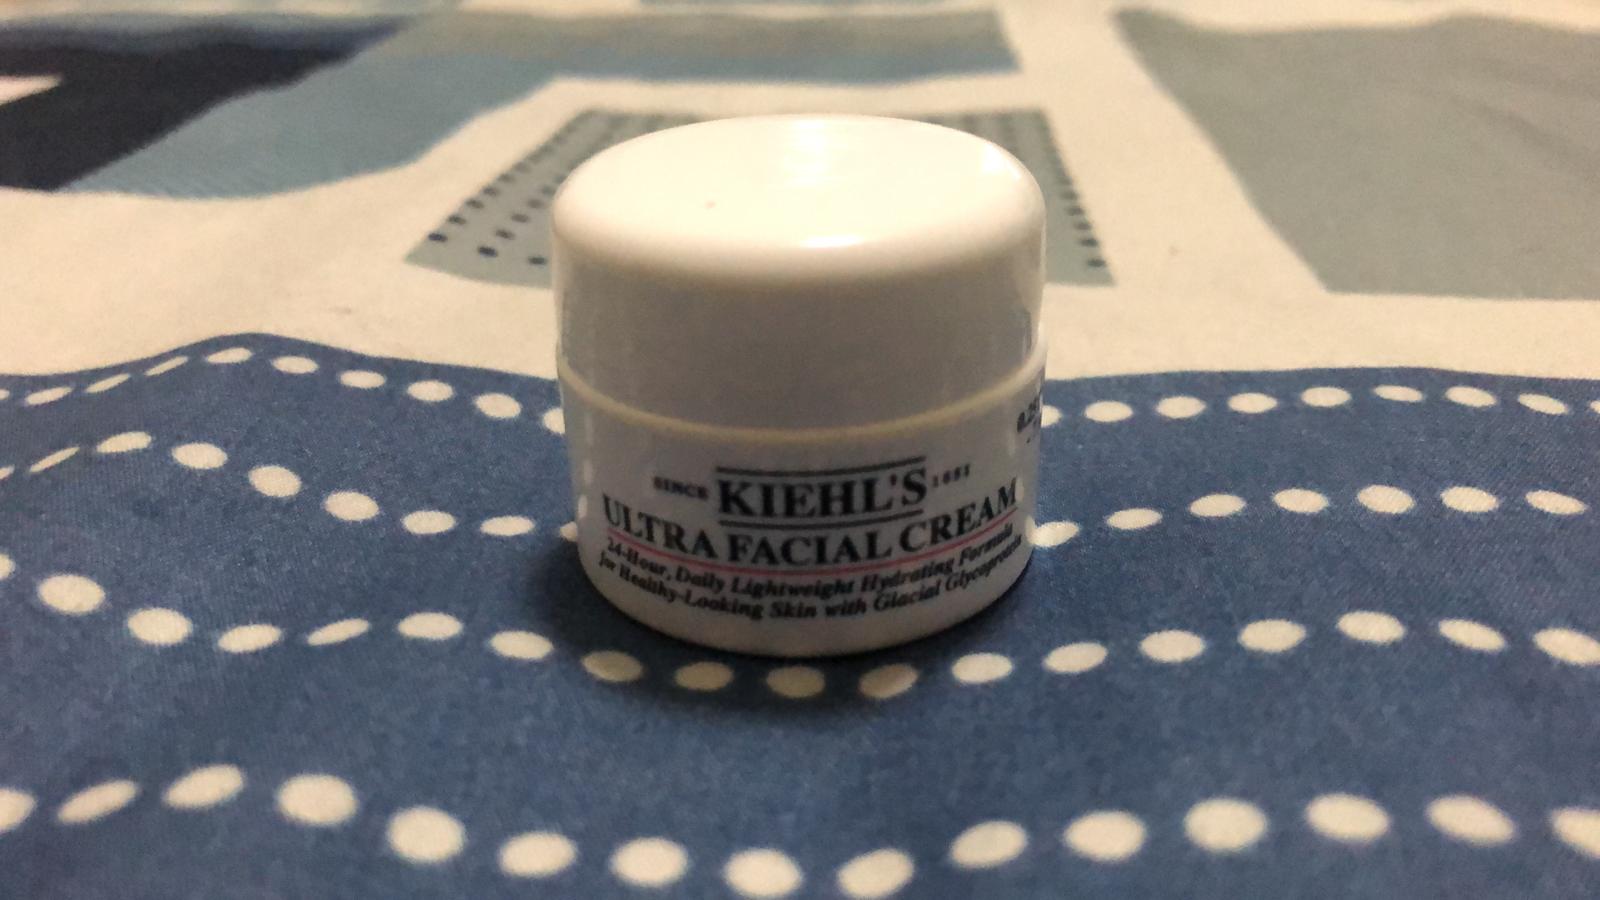 SINCE KIEHL'S 1851
ULTRA FACIAL CREAM
24-Hour, Daily Lightweight Hydrating Formula
for Healthy-Looking Skin with Glacial Glycoprotein